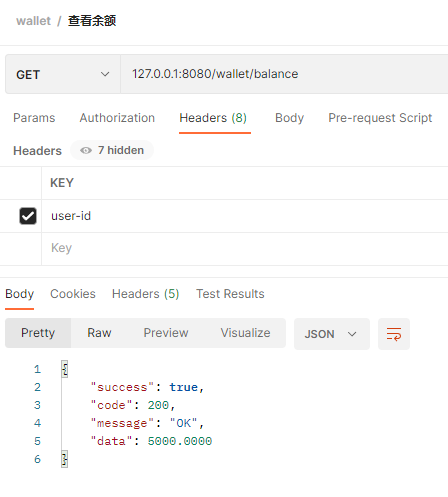 wallet / 查看余额
GET 127.0.0.1:8080/wallet/balance
Params Authorization Headers (8) Body Pre-request Script
Headers 7 hidden
KEY
user-id
Key
Body Cookies Headers (5) Test Results
Pretty Raw Preview Visualize JSON
1 {
2 "success": true,
3 "code": 200,
4 "message": "OK",
5 "data": 5000.0000
6 }